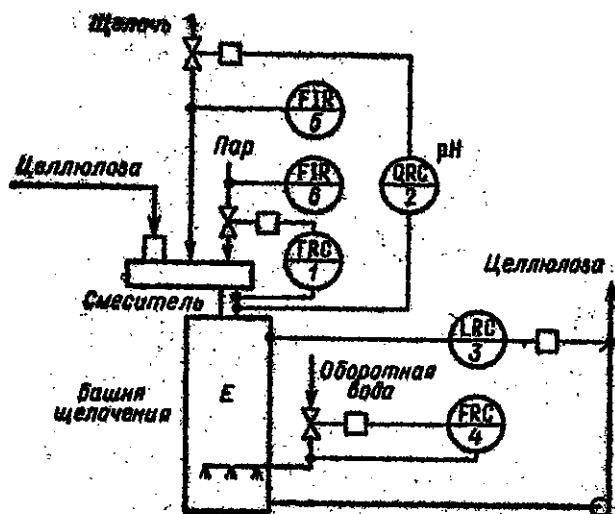 Щелочь
FIR
5
Пар
pH
Целлюлоза
FIR
6
QRC
2
TRC
1
Целлюлоза
Смеситель
LRC
3
Оборотная
вода
Башня
щелочения
E
FRC
4